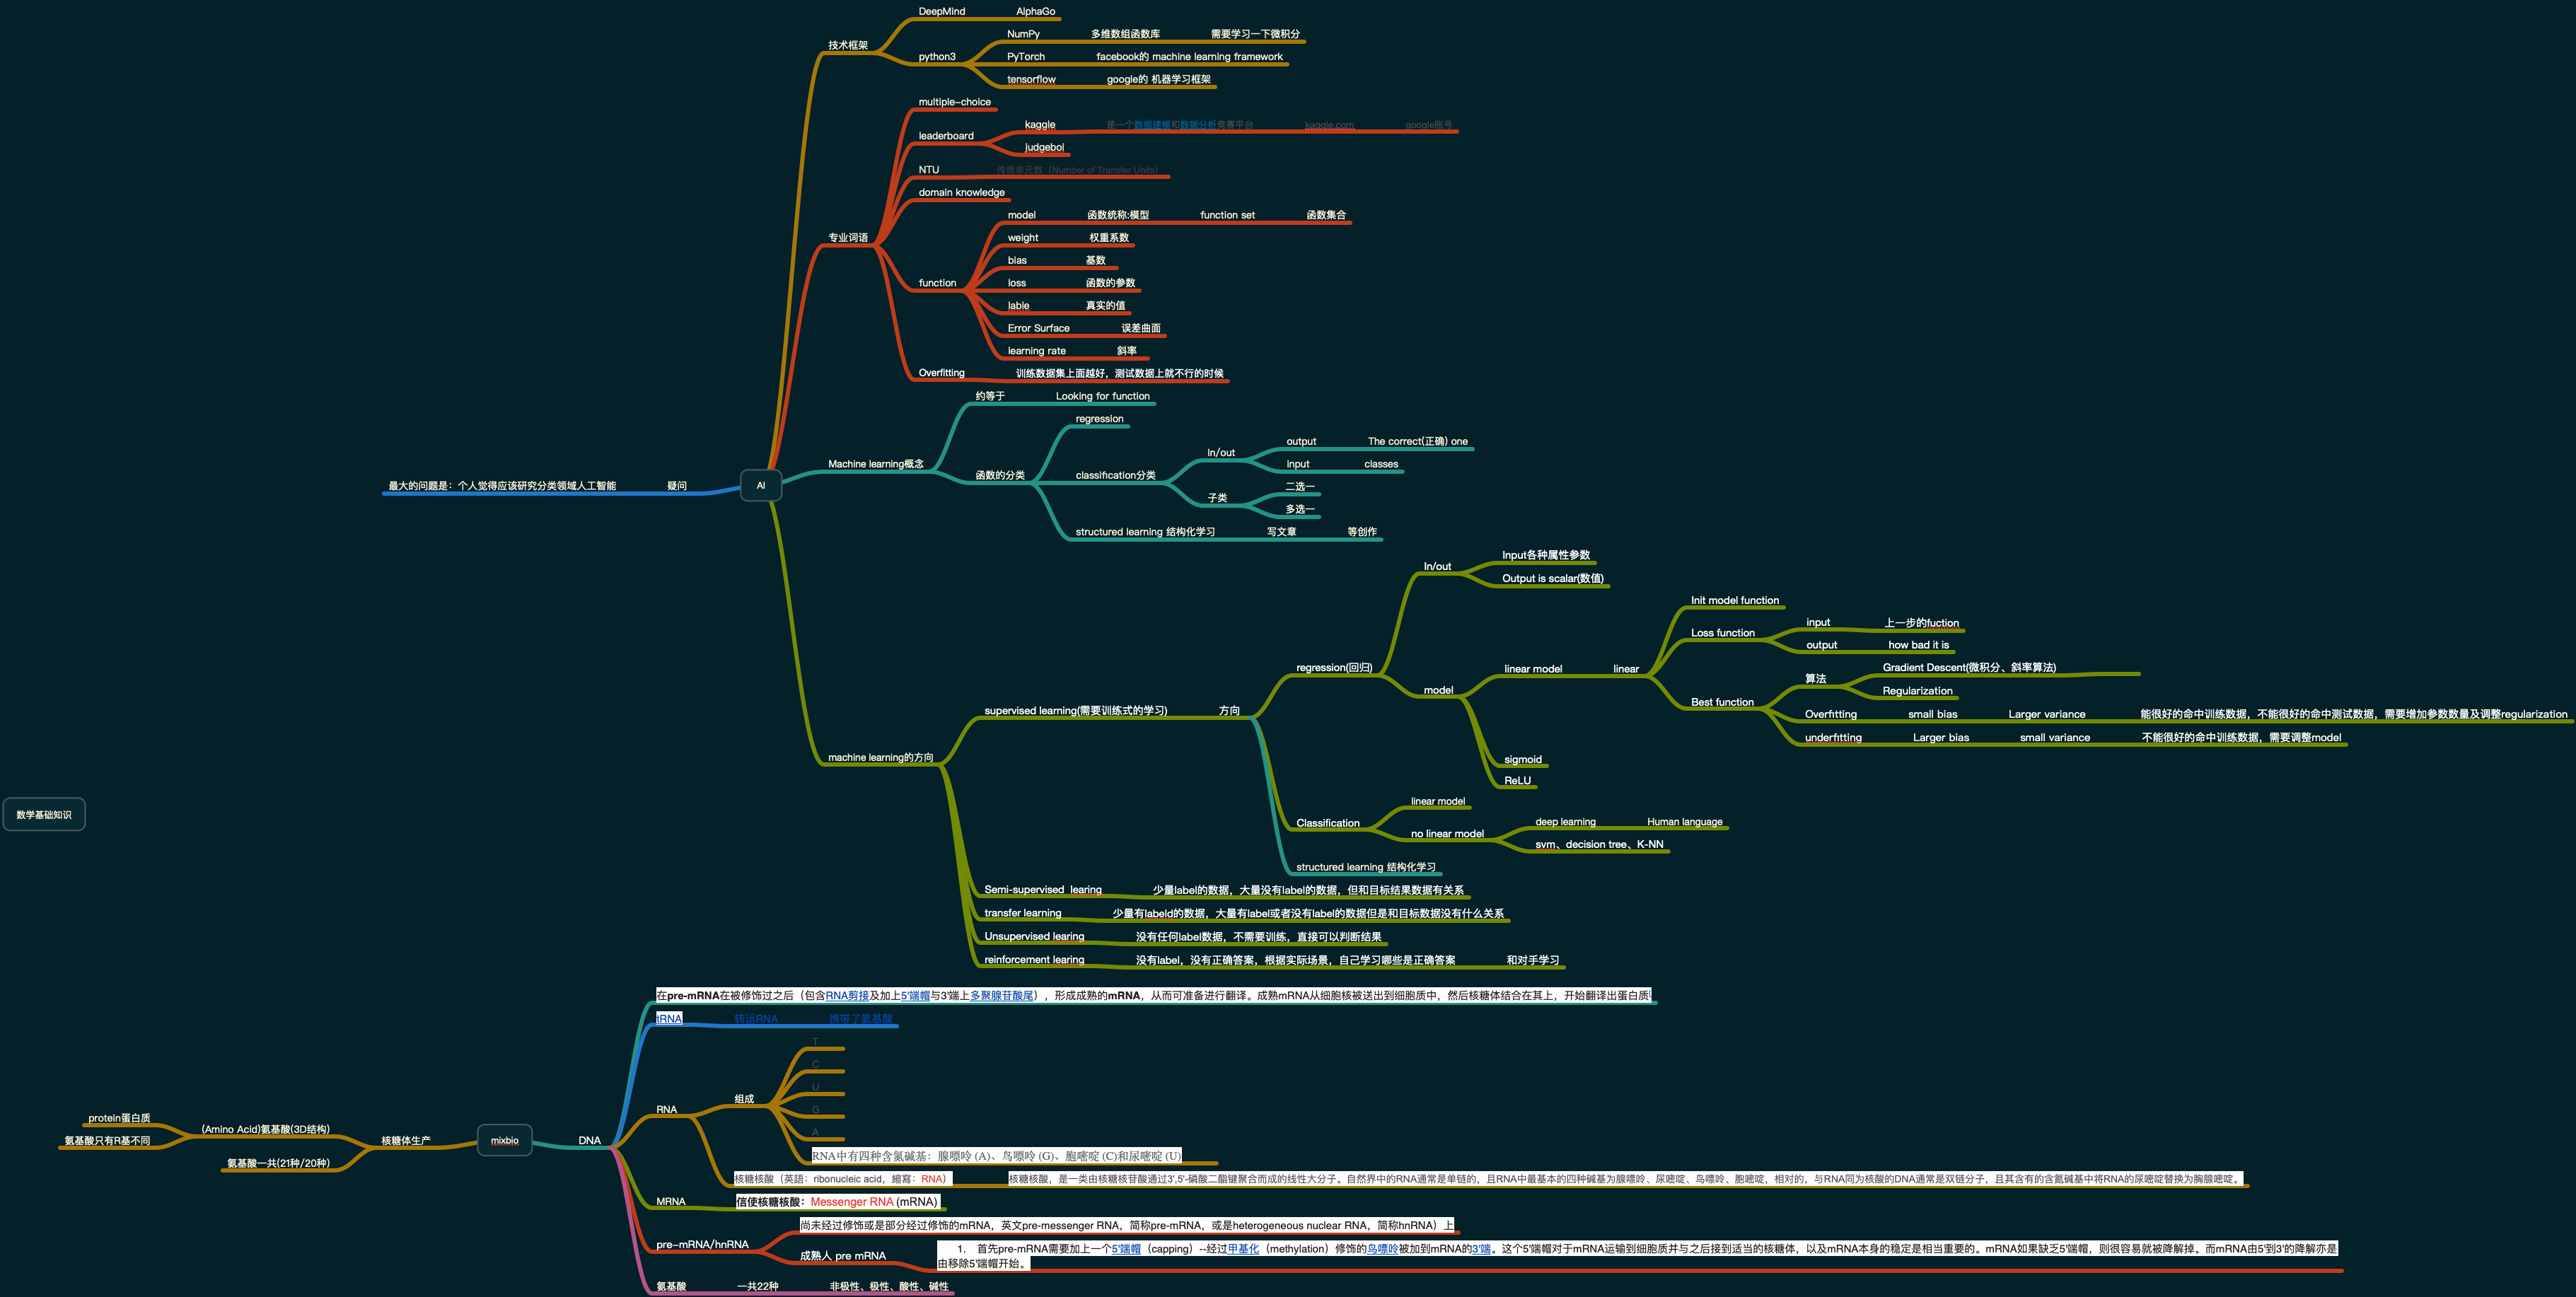 DeepMind AlphaGo
技术框架
NumPy 多维数组函数库 需要学习一下微积分
python3 PyTorch facebook的 machine learning framework
tensorflow google的 机器学习框架
multiple-choice
kaggle 是一个数据建模和数据分析竞赛平台 kaggle.com google账号
leaderboard
judgeboi
NTU 传质单元数（Number of Transfer Units）
domain knowledge
model 函数统称:模型 function set 函数集合
专业词语
weight 权重系数
bias 基数
function loss 函数的参数
lable 真实的值
Error Surface 误差曲面
learning rate 斜率
Overfitting 训练数据集上面越好，测试数据上就不行的时候
约等于 Looking for function
regression
output The correct(正确) one
In/out
Machine learning概念 input classes
函数的分类 classification分类
最大的问题是：个人觉得应该研究分类领域人工智能 疑问 AI
二选一
子类
多选一
structured learning 结构化学习 写文章 等创作
Input各种属性参数
In/out
Output is scalar(数值)
Init model function
input 上一步的fuction
Loss function
output how bad it is
regression(回归) linear model linear
Gradient Descent(微积分、斜率算法)
算法
model Regularization
Best function
supervised learning(需要训练式的学习) 方向
Overfitting small bias Larger variance 能很好的命中训练数据，不能很好的命中测试数据，需要增加参数数量及调整regularization
underfitting Larger bias small variance 不能很好的命中训练数据，需要调整model
machine learning的方向
sigmoid
ReLU
linear model
数学基础知识
Classification deep learning Human language
no linear model
svm、decision tree、K-NN
structured learning 结构化学习
Semi-supervised learing 少量label的数据，大量没有label的数据，但和目标结果数据有关系
transfer learning 少量有labeld的数据，大量有label或者没有label的数据但是和目标数据没有什么关系
Unsupervised learing 没有任何label数据，不需要训练，直接可以判断结果
reinforcement learing 没有label，没有正确答案，根据实际场景，自己学习哪些是正确答案 和对手学习
在pre-mRNA在被修饰过之后（包含RNA剪接及加上5'端帽与3'端上多聚腺苷酸尾），形成成熟的mRNA，从而可准备进行翻译。成熟mRNA从细胞核被送出到细胞质中，然后核糖体结合在其上，开始翻译出蛋白质
tRNA 转运RNA 携带了氨基酸
T
C
U
组成
RNA
G
A
protein蛋白质
(Amino Acid)氨基酸(3D结构)
氨基酸只有R基不同 核糖体生产 mixbio DNA
RNA中有四种含氮碱基：腺嘌呤 (A)、鸟嘌呤 (G)、胞嘧啶 (C)和尿嘧啶 (U)
氨基酸一共(21种/20种)
核糖核酸（英語：ribonucleic acid，縮寫：RNA） 核糖核酸，是一类由核糖核苷酸通过3',5'-磷酸二酯键聚合而成的线性大分子。自然界中的RNA通常是单链的，且RNA中最基本的四种碱基为腺嘌呤、尿嘧啶、鸟嘌呤、胞嘧啶，相对的，与RNA同为核酸的DNA通常是双链分子，且其含有的含氮碱基中将RNA的尿嘧啶替换为胸腺嘧啶。
MRNA 信使核糖核酸：Messenger RNA (mRNA)
尚未经过修饰或是部分经过修饰的mRNA，英文pre-messenger RNA，简称pre-mRNA，或是heterogeneous nuclear RNA，简称hnRNA）上
pre-mRNA/hnRNA
成熟人 pre mRNA 1. 首先pre-mRNA需要加上一个5'端帽（capping）--经过甲基化（methylation）修饰的鸟嘌呤被加到mRNA的3'端。这个5'端帽对于mRNA运输到细胞质并与之后接到适当的核糖体，以及mRNA本身的稳定是相当重要的。mRNA如果缺乏5'端帽，则很容易就被降解掉。而mRNA由5'到3'的降解亦是
由移除5'端帽开始。
氨基酸 一共22种 非极性、极性、酸性、碱性